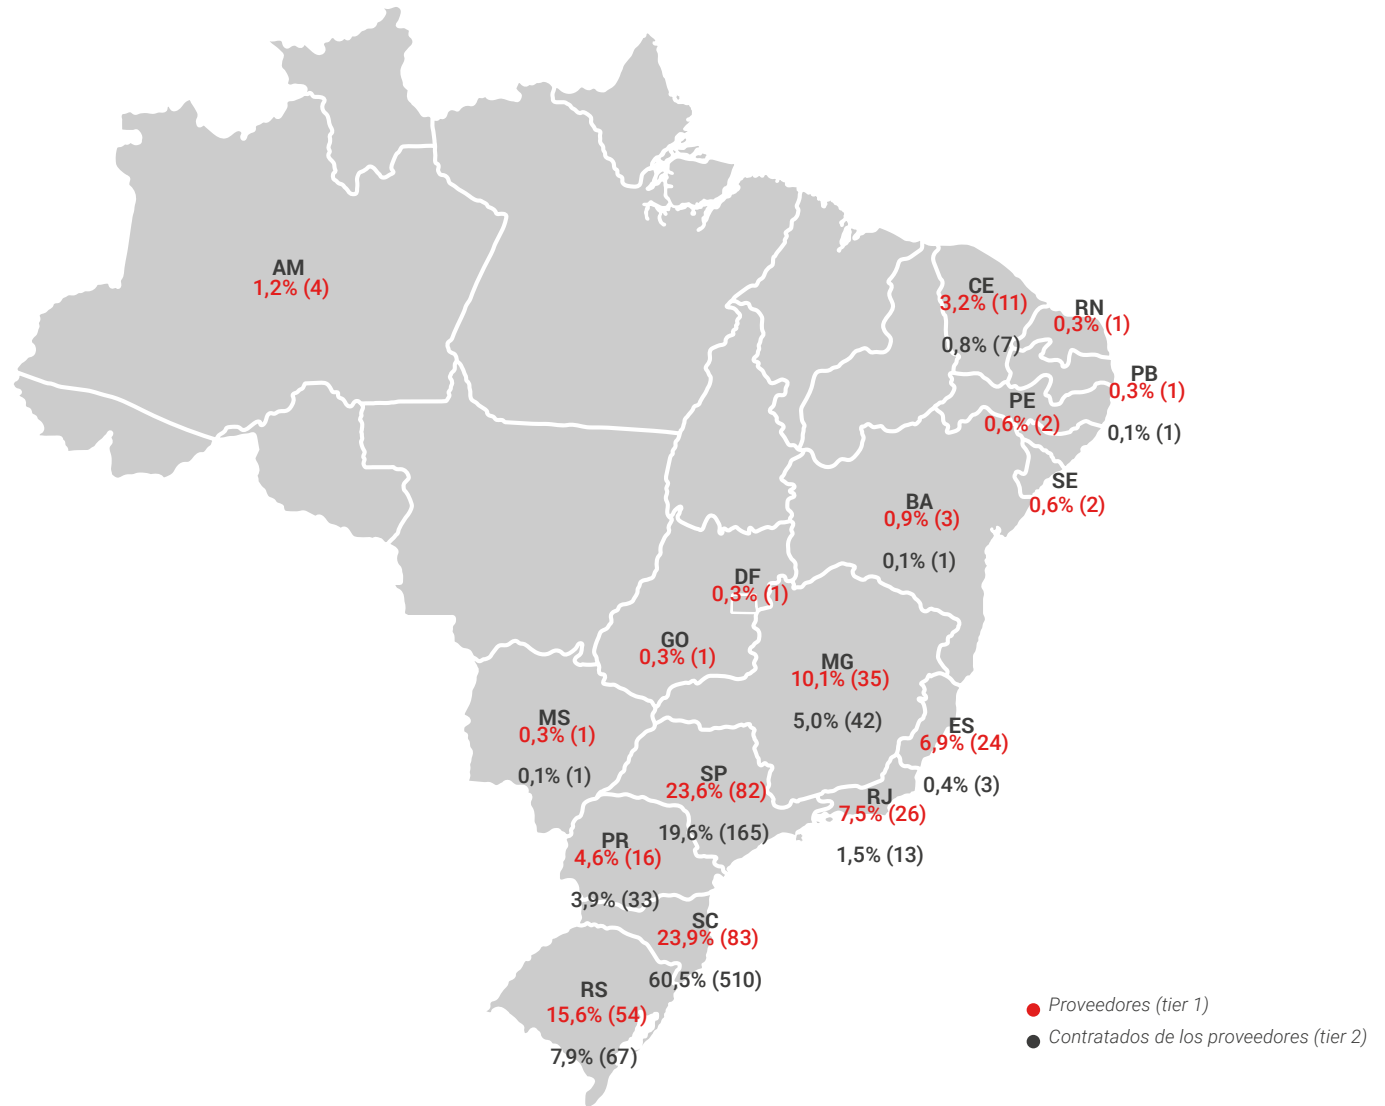 AM
1,2% (4)
CE
3,2% (11)
0,8% (7)
RN
0,3% (1)
PB
0,3% (1)
0,1% (1)
PE
0,6% (2)
SE
0,6% (2)
BA
0,9% (3)
0,1% (1)
DF
0,3% (1)
GO
0,3% (1)
MG
10,1% (35)
5,0% (42)
MS
0,3% (1)
0,1% (1)
ES
6,9% (24)
0,4% (3)
SP
23,6% (82)
19,6% (165)
RJ
7,5% (26)
1,5% (13)
PR
4,6% (16)
3,9% (33)
SC
23,9% (83)
60,5% (510)
RS
15,6% (54)
7,9% (67)
Proveedores (tier 1)
Contratados de los proveedores (tier 2)